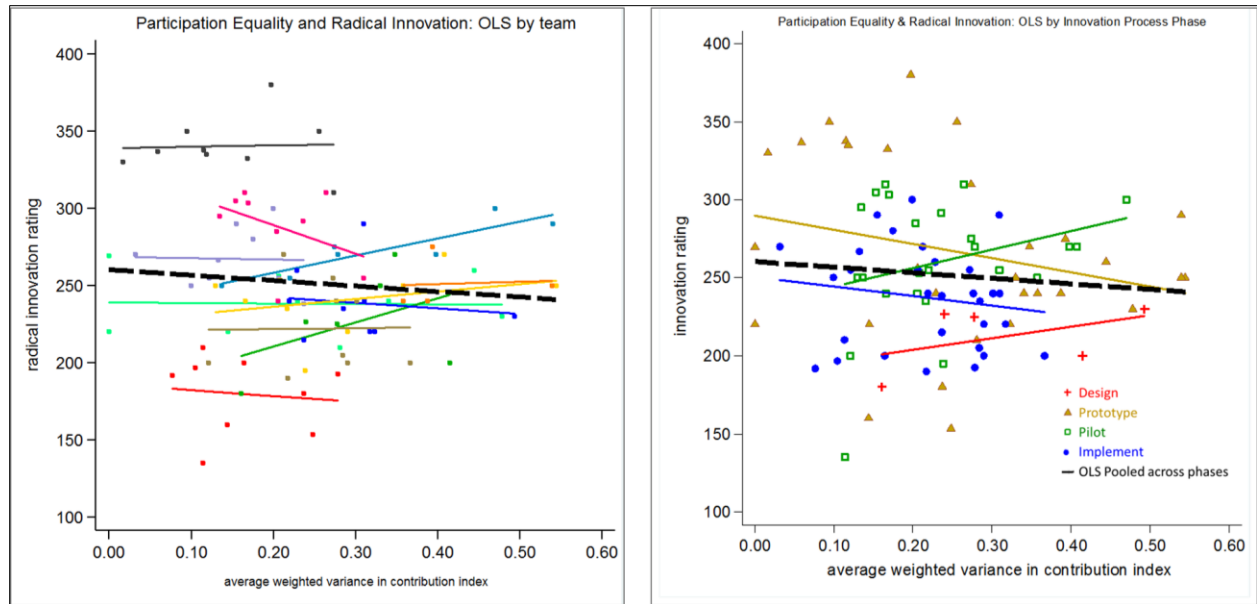 Participation Equality and Radical Innovation: OLS by team
400
350
300
250
200
150
100
radical innovation rating
0.00 0.10 0.20 0.30 0.40 0.50 0.60
average weighted variance in contribution index
Participation Equality & Radical Innovation: OLS by Innovation Process Phase
400
350
300
250
200
150
100
innovation rating
Design
Prototype
Pilot
Implement
OLS Pooled across phases
0.00 0.10 0.20 0.30 0.40 0.50 0.60
average weighted variance in contribution index